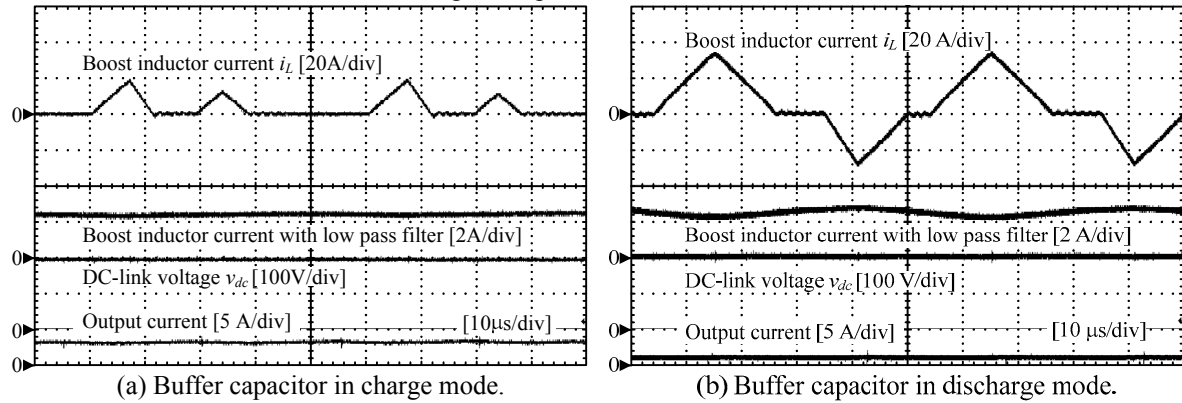 Boost inductor current iL [20A/div]
0
Boost inductor current with low pass filter [2A/div]
0
DC-link voltage vdc [100V/div]
0
Output current [5 A/div]
[10μs/div]
0
(a) Buffer capacitor in charge mode.
Boost inductor current iL [20 A/div]
0
Boost inductor current with low pass filter [2 A/div]
0
DC-link voltage vdc [100 V/div]
0
Output current [5 A/div]
[10 μs/div]
0
(b) Buffer capacitor in discharge mode.